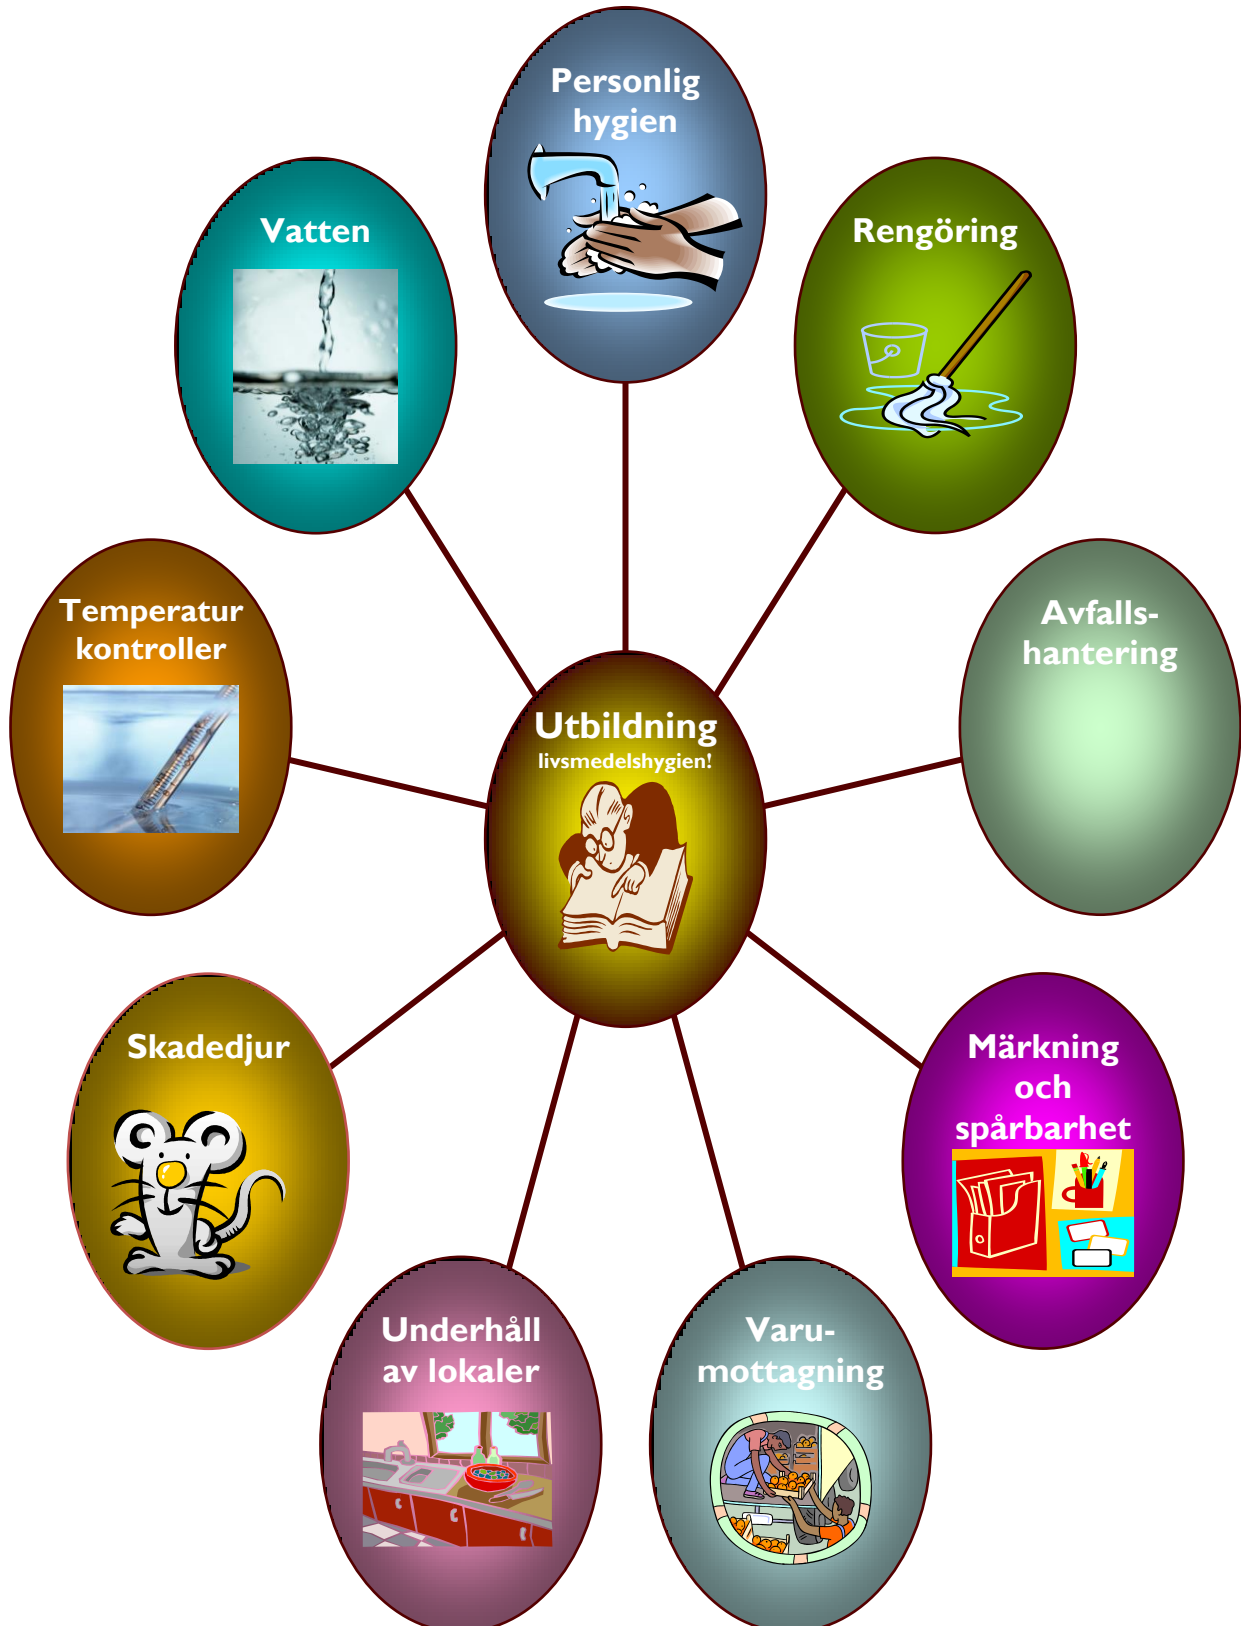 Personlig
hygien
Vatten
Rengöring
Temperatur
kontroller
Avfalls-
hantering
Utbildning
livsmedelshygien!
Skadedjur
Märkning
och
spårbarhet
Underhåll
av lokaler
Varu-
mottagning